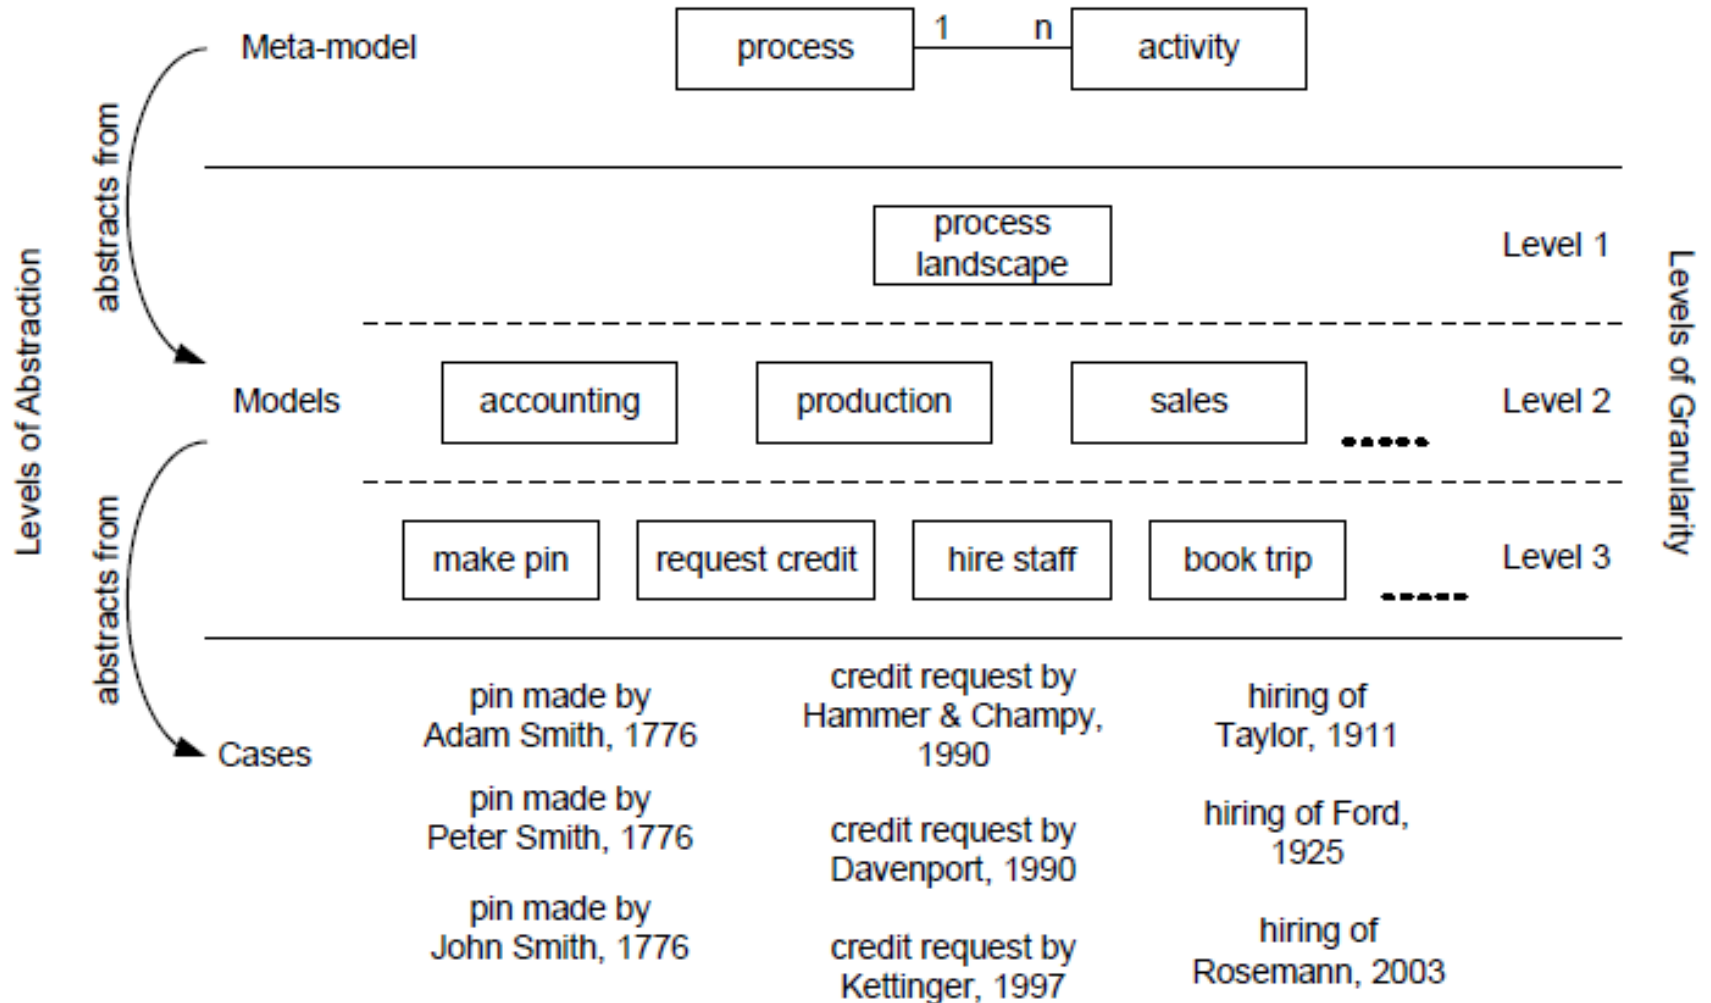 Meta-model
process
1
n
activity
abstracts from
process
landscape
Level 1
Levels of Abstraction
Levels of Granularity
Models
accounting
production
sales
Level 2
abstracts from
make pin
request credit
hire staff
book trip
Level 3
Cases
pin made by
Adam Smith, 1776
credit request by
Hammer & Champy,
1990
hiring of
Taylor, 1911
pin made by
Peter Smith, 1776
credit request by
Davenport, 1990
hiring of Ford,
1925
pin made by
John Smith, 1776
credit request by
Kettinger, 1997
hiring of
Rosemann, 2003